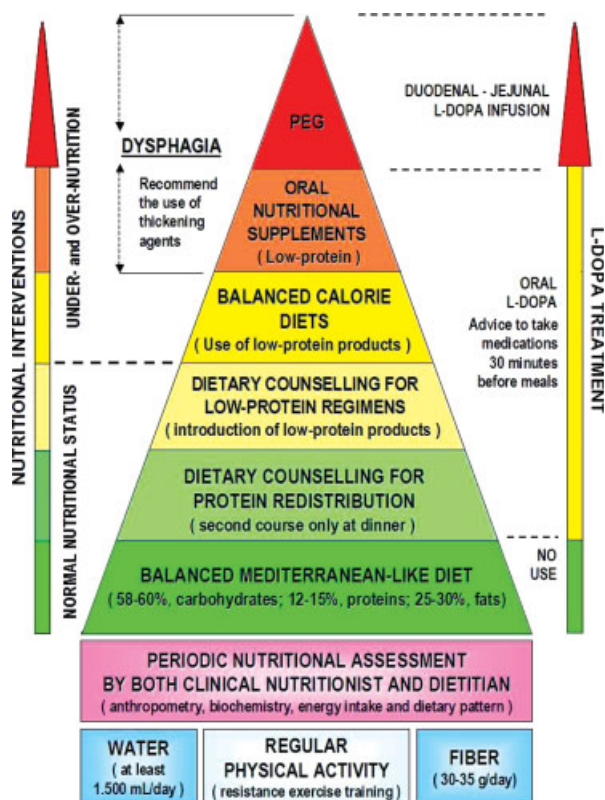 NUTRITIONAL INTERVENTIONS
UNDER- and OVER-NUTRITION
NORMAL NUTRITIONAL STATUS
DYSPHAGIA
Recommend
the use of
thickening
agents
PEG
ORAL
NUTRITIONAL
SUPPLEMENTS
( Low-protein )
BALANCED CALORIE
DIETS
( Use of low-protein products )
DIETARY COUNSELLING FOR
LOW-PROTEIN REGIMENS
( introduction of low-protein products )
DIETARY COUNSELLING FOR
PROTEIN REDISTRIBUTION
( second course only at dinner )
BALANCED MEDITERRANEAN-LIKE DIET
( 58-60%, carbohydrates; 12-15%, proteins; 25-30%, fats)
DUODENAL - JEJUNAL
L-DOPA INFUSION
ORAL
L-DOPA
Advice to take
medications
30 minutes
before meals
NO
USE
L-DOPA TREATMENT
PERIODIC NUTRITIONAL ASSESSMENT
BY BOTH CLINICAL NUTRITIONIST AND DIETITIAN
( anthropometry, biochemistry, energy intake and dietary pattern )
WATER
( at least
1.500 mL/day )
REGULAR
PHYSICAL ACTIVITY
( resistance exercise training )
FIBER
( 30-35 g/day)